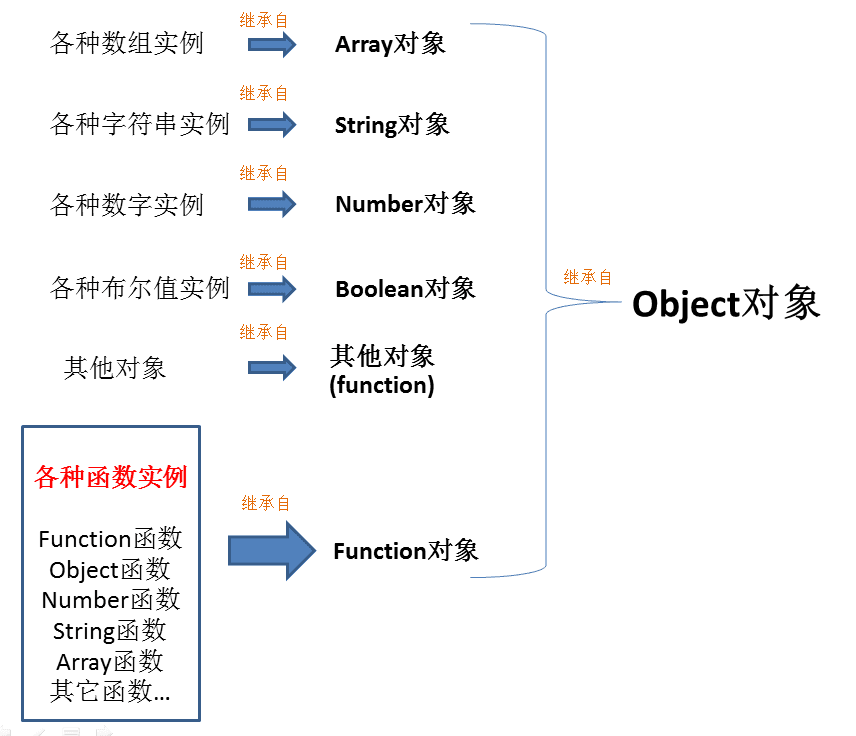 继承自
各种数组实例
Array对象
继承自
各种字符串实例
String对象
继承自
各种数字实例
Number对象
继承自
各种布尔值实例
Boolean对象
继承自
Object对象
继承自
其他对象
其他对象
(function)
各种函数实例
Function函数
Object函数
Number函数
String函数
Array函数
其它函数...
继承自
Function对象